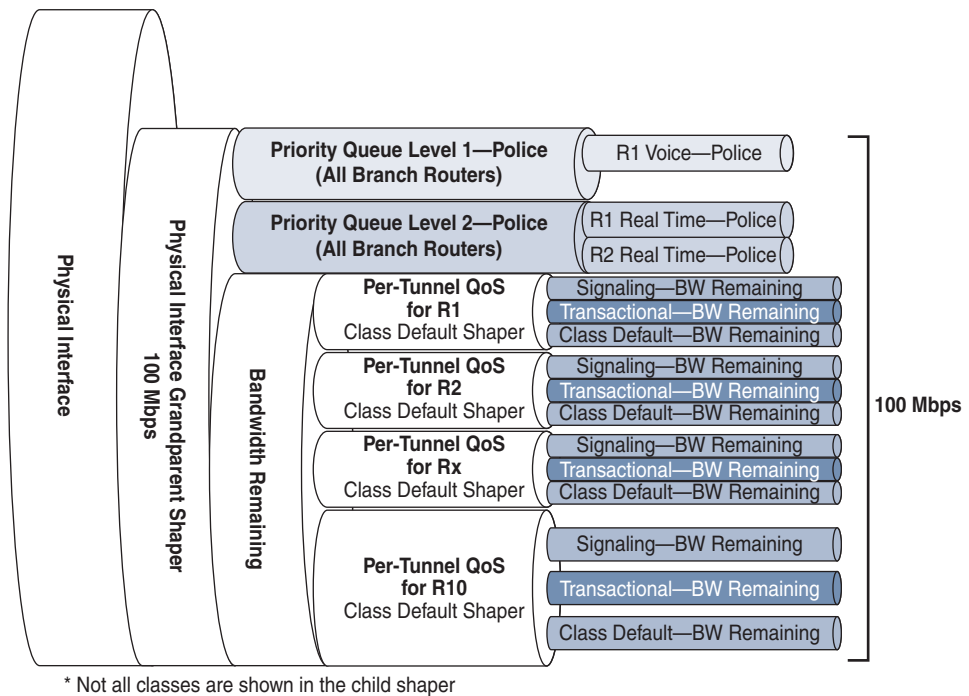 Physical Interface
Physical Interface Grandparent Shaper
100 Mbps
Priority Queue Level 1—Police
(All Branch Routers)
R1 Voice—Police
Priority Queue Level 2—Police
(All Branch Routers)
R1 Real Time—Police
R2 Real Time—Police
Bandwidth Remaining
Per-Tunnel QoS
for R1
Class Default Shaper
Signaling—BW Remaining
Transactional—BW Remaining
Class Default—BW Remaining
Per-Tunnel QoS
for R2
Class Default Shaper
Signaling—BW Remaining
Transactional—BW Remaining
Class Default—BW Remaining
Per-Tunnel QoS
for Rx
Class Default Shaper
Signaling—BW Remaining
Transactional—BW Remaining
Class Default—BW Remaining
Per-Tunnel QoS
for R10
Class Default Shaper
Signaling—BW Remaining
Transactional—BW Remaining
Class Default—BW Remaining
100 Mbps
* Not all classes are shown in the child shaper